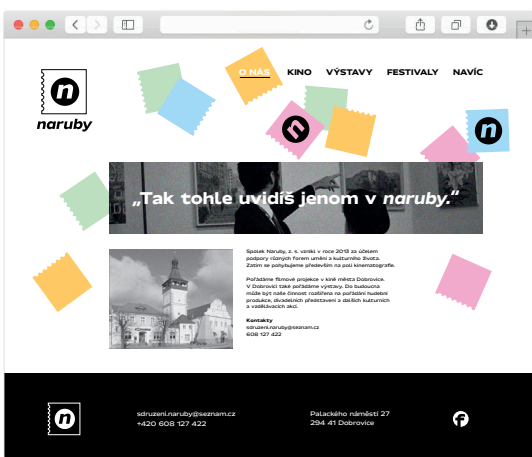 n
naruby
O NÁS KINO VÝSTAVY FESTIVALY NAVÍC
n
n
„Tak tohle uvidíš jenom v naruby.“
Spolek Naruby, z. s. vznikl v roce 2013 za účelem
podpory různých forem umění a kulturního života.
Zatím se pohybujeme především na poli kinematografie.
Pořádáme filmové projekce v kině města Dobrovice.
V Dobrovici také pořádáme výstavy. Do budoucna
může být naše činnost rozšířena na pořádání hudební
produkce, divadelních představení a dalších kulturních
a vzdělávacích akcí.
Kontakty
sdruzeni.naruby@seznam.cz
608 127 422
n
sdruzeni.naruby@seznam.cz
+420 608 127 422
Palackého náměstí 27
294 41 Dobrovice
f